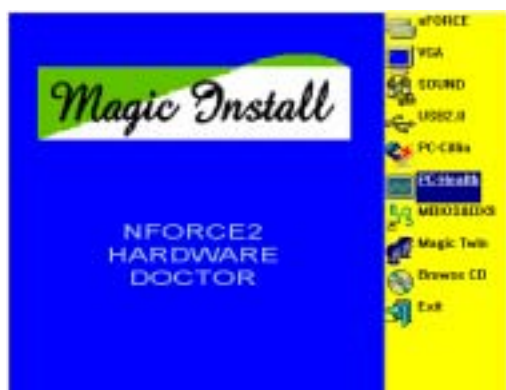 Magic Install
NFORCE2
HARDWARE
DOCTOR
nFORCE
VGA
SOUND
USB2.0
PC-Cillin
PC-Health
Magic Twin
Browse CD
Exit